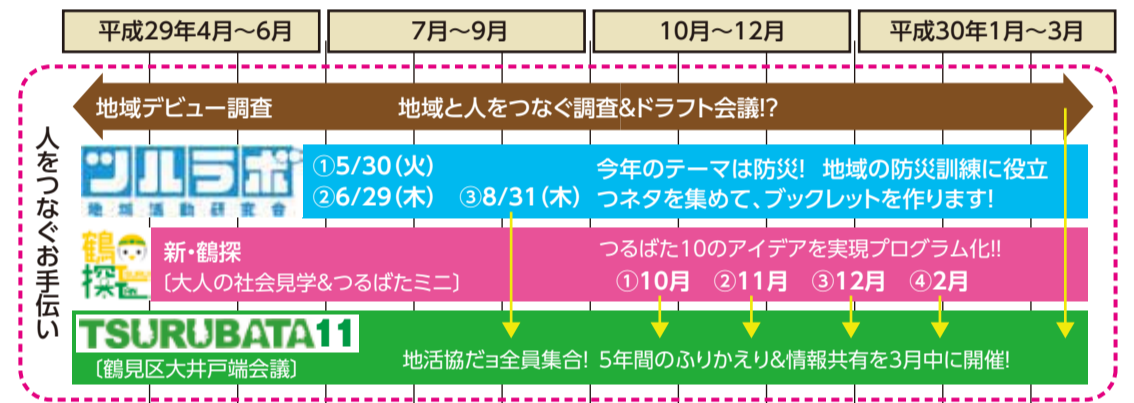 平成29年4月～6月
7月～9月
10月～12月
平成30年1月～3月
人をつなぐお手伝い
地域デビュー調査
地域と人をつなぐ調査&ドラフト会議!?
ツルラボ
地域活動研究会
①5/30(火)
②6/29(木) ③8/31(木)
今年のテーマは防災! 地域の防災訓練に役立
つネタを集めて、ブックレットを作ります!
鶴
探
新・鶴探
〔大人の社会見学&つるばたミニ〕
つるばた10のアイデアを実現プログラム化!!
①10月 ②11月 ③12月 ④2月
TSURUBATA11
〔鶴見区大井戸端会議〕
地活協だョ全員集合! 5年間のふりかえり&情報共有を3月中に開催!